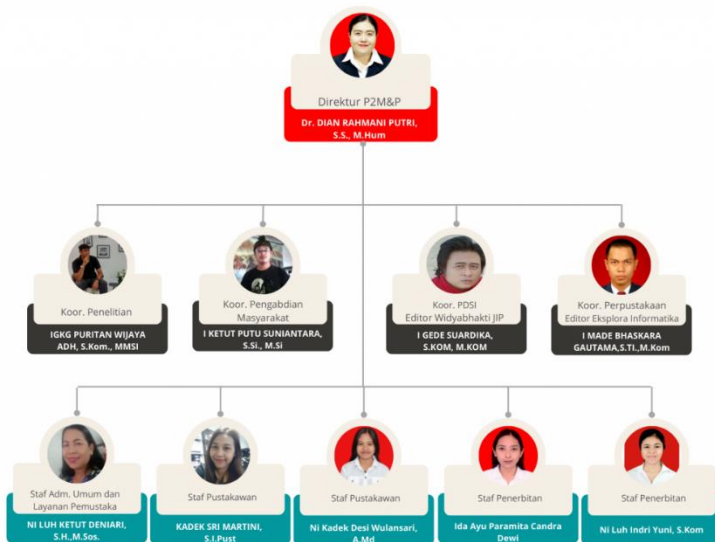 Direktur P2M&P
Dr. DIAN RAHMANI PUTRI,
S.S., M.Hum
Koor. Penelitian
IGKG PURITAN WIJAYA
ADH, S.Kom., MMSI
Koor. Pengabdian
Masyarakat
I KETUT PUTU SUNIANTARA,
S.Si., M.Si
Koor. PDSI
Editor Widyabhakti JIP
I GEDE SUARDIKA,
S.KOM, M.KOM
Koor. Perpustakaan
Editor Eksplora Informatika
I MADE BHASKARA
GAUTAMA,S.TI.,M.Kom
Staf Adm. Umum dan
Layanan Pemustaka
NI LUH KETUT DENIARI,
S.H.,M.Sos.
Staf Pustakawan
KADEK SRI MARTINI,
S.I.Pust
Staf Pustakawan
Ni Kadek Desi Wulansari,
A.Md
Staf Penerbitan
Ida Ayu Paramita Candra
Dewi
Staf Penerbitan
Ni Luh Indri Yuni, S.Kom